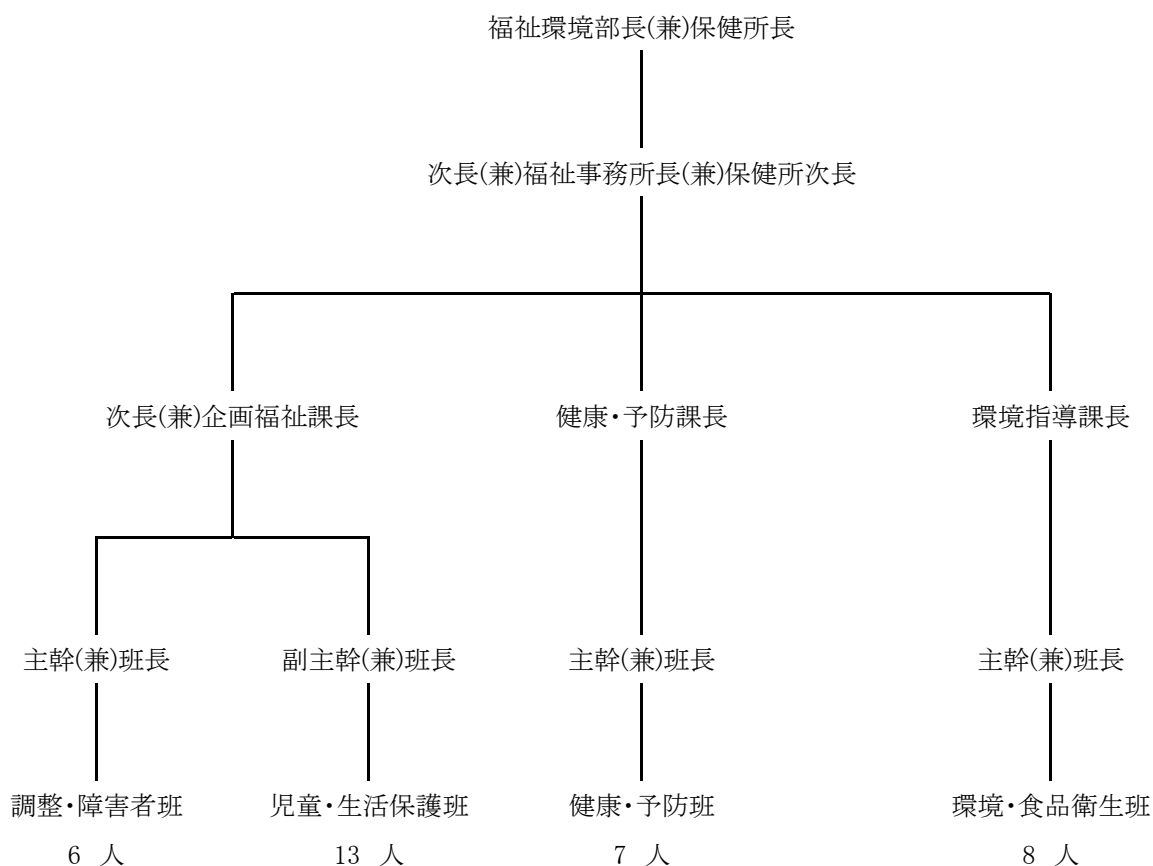 福祉環境部長(兼)保健所長
次長(兼)福祉事務所長(兼)保健所次長
次長(兼)企画福祉課長 健康・予防課長 環境指導課長
主幹(兼)班長 副主幹(兼)班長 主幹(兼)班長 主幹(兼)班長
調整・障害者班 児童・生活保護班 健康・予防班 環境・食品衛生班
6 人 13 人 7 人 8 人